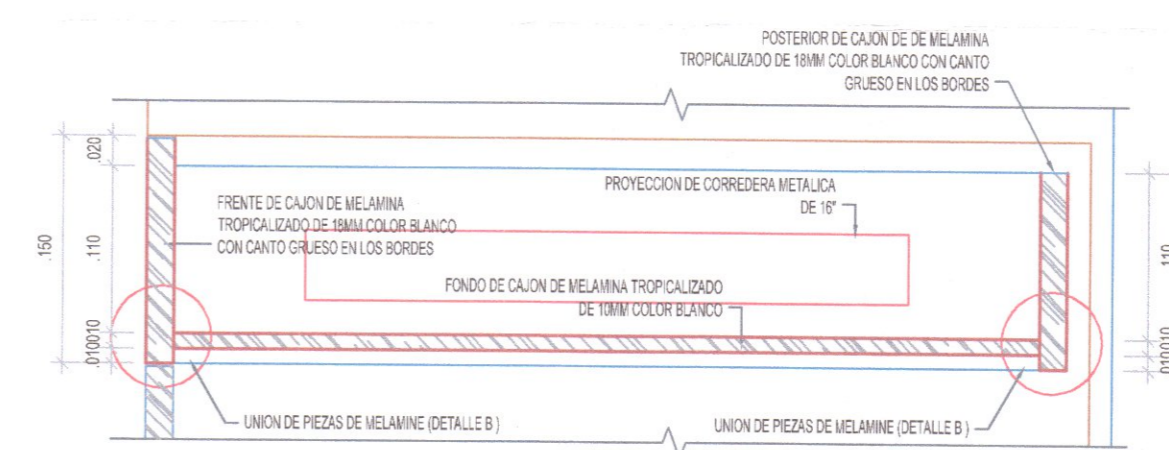 POSTERIOR DE CAJON DE DE MELAMINA
TROPICALIZADO DE 18MM COLOR BLANCO CON CANTO
GRUESO EN LOS BORDES
PROYECCION DE CORREDERA METALICA
DE 16"
FRENTE DE CAJON DE MELAMINA
TROPICALIZADO DE 18MM COLOR BLANCO
CON CANTO GRUESO EN LOS BORDES
FONDO DE CAJON DE MELAMINA TROPICALIZADO
DE 10MM COLOR BLANCO
UNION DE PIEZAS DE MELAMINE (DETALLE B )
UNION DE PIEZAS DE MELAMINE (DETALLE B )
.150
.020
.110
.010010
.110
.010010